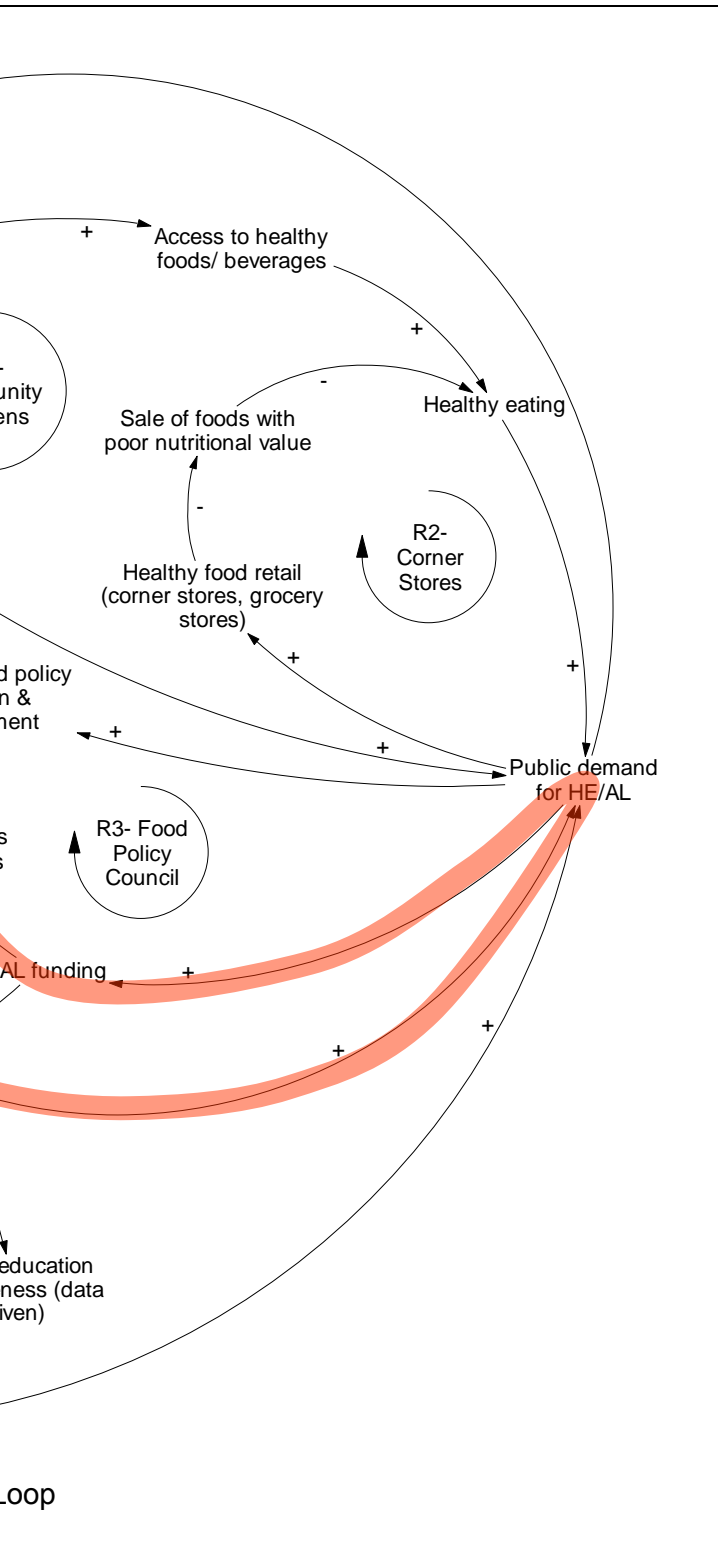 +
Access to healthy
foods/ beverages
+
-
unity
ens
-
Healthy eating
Sale of foods with
poor nutritional value
-
R2-
Corner
Stores
Healthy food retail
(corner stores, grocery
stores)
+
+
d policy
n &
ment
+
+
Public demand
for HE/AL
R3- Food
Policy
Council
s
s
AL funding
+
+
+
education
ness (data
iven)
Loop